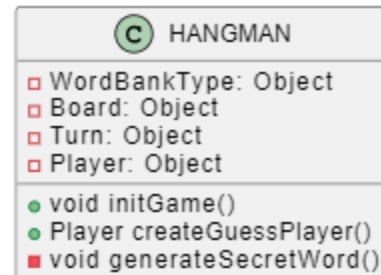 C HANGMAN
WordBankType: Object
Board: Object
Turn: Object
Player: Object
void initGame()
Player createGuessPlayer()
void generateSecretWord()